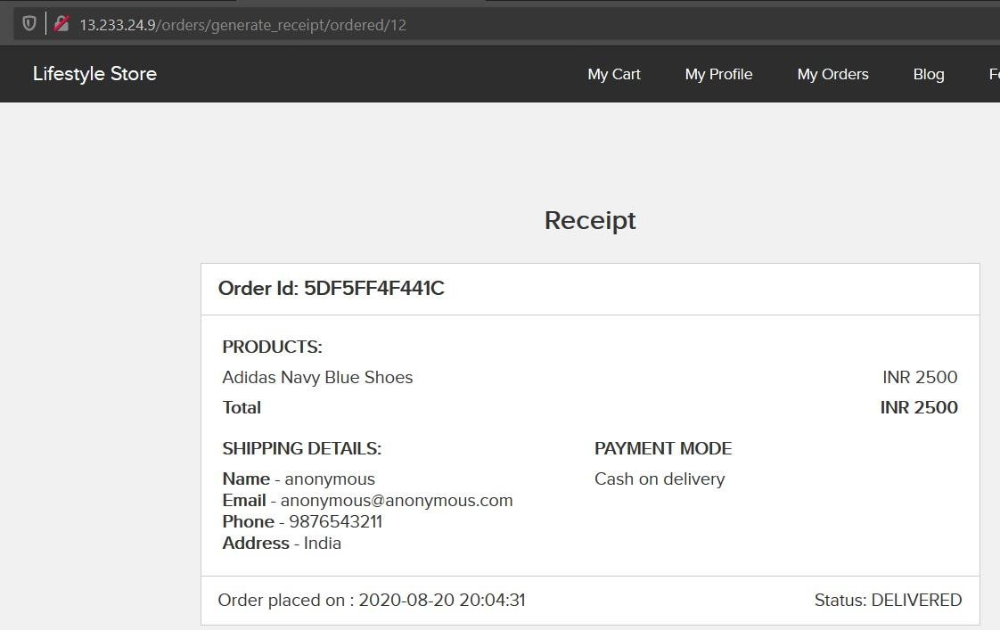 13.233.24.9/orders/generate_receipt/ordered/12
Lifestyle Store My Cart My Profile My Orders Blog
Receipt
Order Id: 5DF5FF4F441C
PRODUCTS:
Adidas Navy Blue Shoes INR 2500
Total INR 2500
SHIPPING DETAILS: PAYMENT MODE
Name - anonymous Cash on delivery
Email - anonymous@anonymous.com
Phone - 9876543211
Address - India
Order placed on : 2020-08-20 20:04:31 Status: DELIVERED